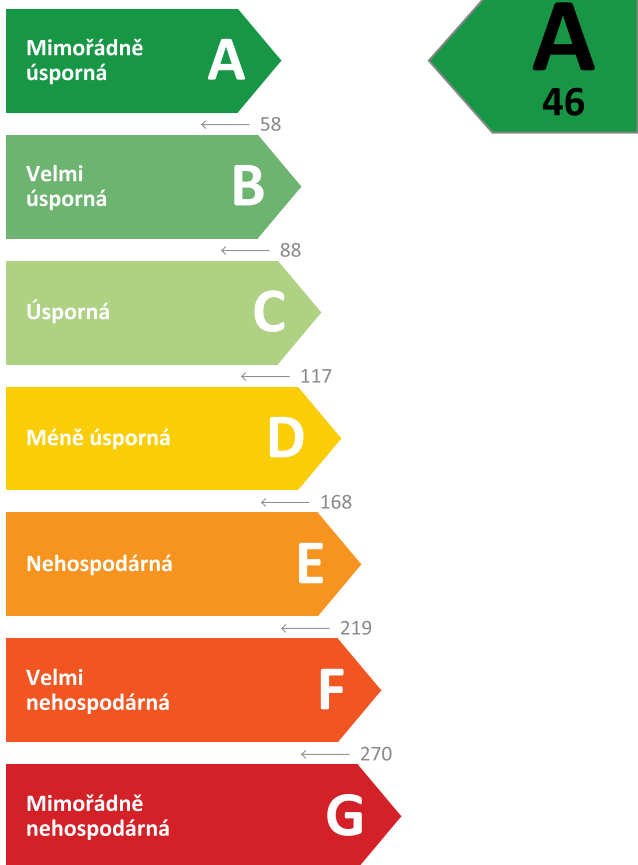 Mimořádně
úsporná
A
A
46
58
Velmi
úsporná
B
88
Úsporná
C
117
Méně úsporná
D
168
Nehospodárná
E
219
Velmi
nehospodárná
F
270
Mimořádně
nehospodárná
G